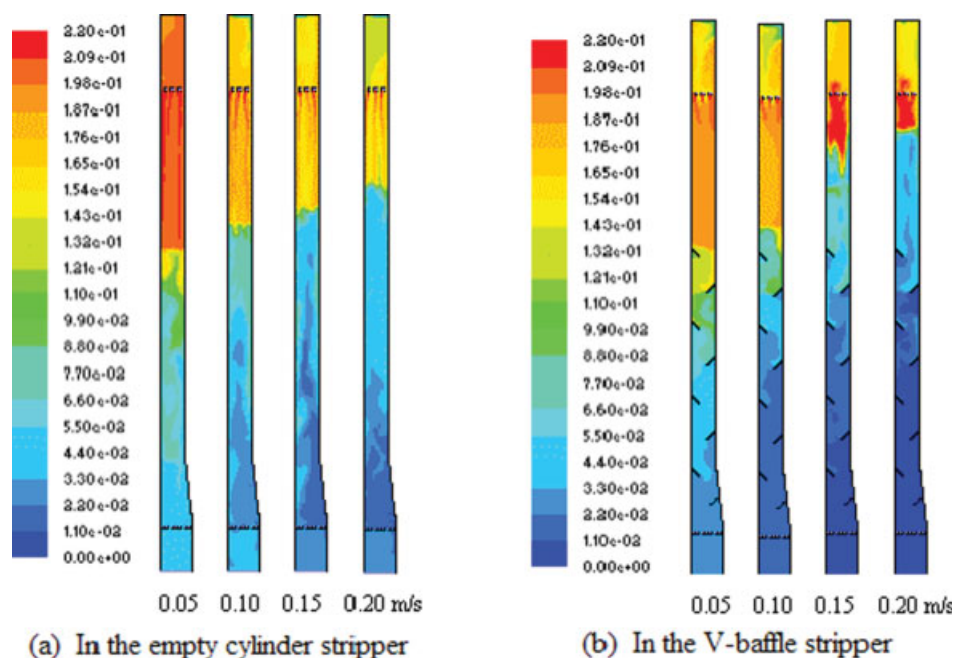 2.20e-01
2.09e-01
1.98e-01
1.87e-01
1.76e-01
1.65e-01
1.54e-01
1.43e-01
1.32e-01
1.21e-01
1.10e-01
9.90e-02
8.80e-02
7.70e-02
6.60e-02
5.50e-02
4.40e-02
3.30e-02
2.20e-02
1.10e-02
0.00e+00
0.05 0.10 0.15 0.20 m/s
(a) In the empty cylinder stripper
2.20e-01
2.09e-01
1.98e-01
1.87e-01
1.76e-01
1.65e-01
1.54e-01
1.43e-01
1.32e-01
1.21e-01
1.10e-01
9.90e-02
8.80e-02
7.70e-02
6.60e-02
5.50e-02
4.40e-02
3.30e-02
2.20e-02
1.10e-02
0.00e+00
0.05 0.10 0.15 0.20 m/s
(b) In the V-baffle stripper